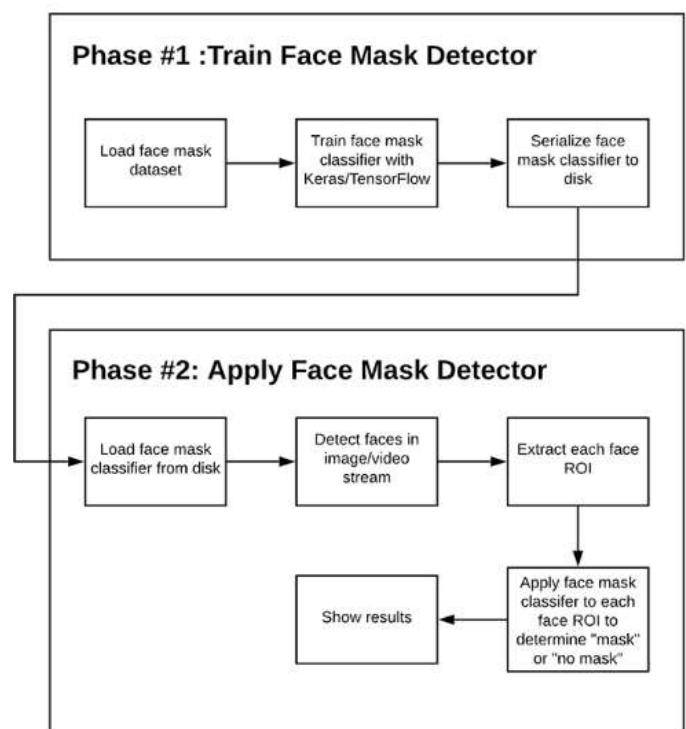 Phase #1 :Train Face Mask Detector
Load face mask
dataset
Train face mask
classifier with
Keras/TensorFlow
Serialize face
mask classifier to
disk
Phase #2: Apply Face Mask Detector
Load face mask
classifier from disk
Detect faces in
image/video
stream
Extract each face
ROI
Apply face mask
classifer to each
face ROI to
determine "mask"
or "no mask"
Show results